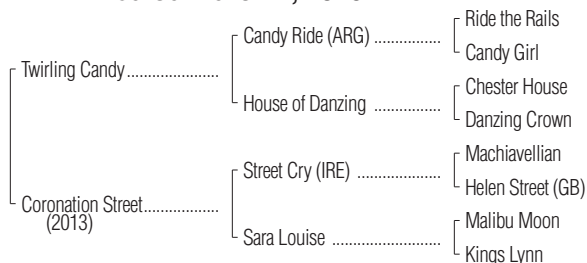 Ride the Rails
Candy Ride (ARG) ................
Candy Girl
Twirling Candy ......................
Chester House
House of Danzing ................
Danzing Crown
Machiavellian
Street Cry (IRE) ...................
Helen Street (GB)
Coronation Street..................
(2013)
Malibu Moon
Sara Louise .........................
Kings Lynn